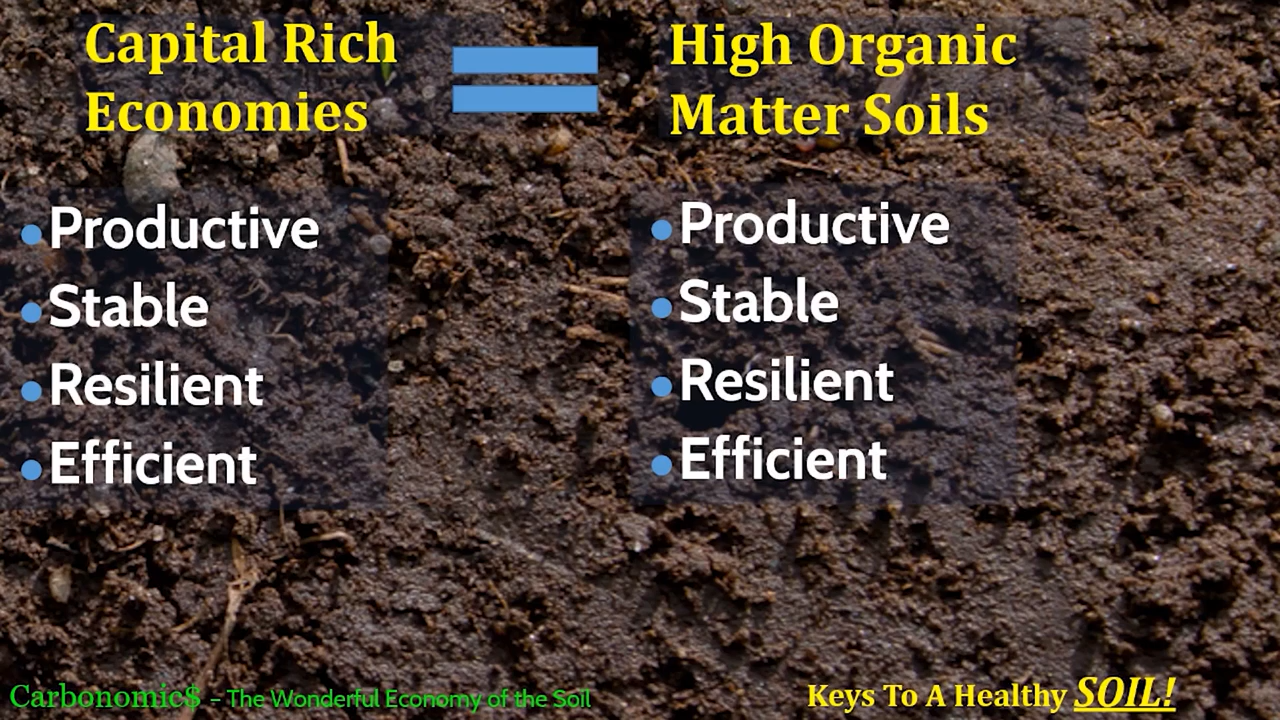 Capital Rich
Economies
High Organic
Matter Soils
•Productive
•Stable
•Resilient
•Efficient
•Productive
•Stable
•Resilient
•Efficient
Carbonomic$ – The Wonderful Economy of the Soil
Keys To A Healthy SOIL!